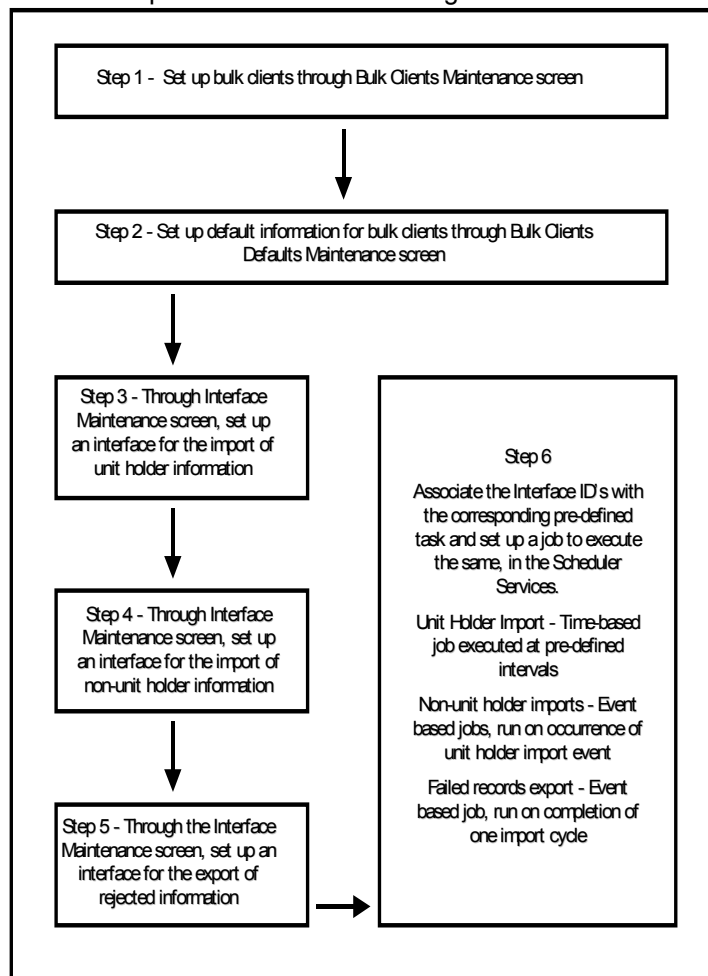 Step 1 - Set up bulk clients through Bulk Clients Maintenance screen
Step 2 - Set up default information for bulk clients through Bulk Clients
Defaults Maintenance screen
Step 3 - Through Interface
Maintenance screen, set up
an interface for the import of
unit holder information
Step 4 - Through Interface
Maintenance screen, set up
an interface for the import of
non-unit holder information
Step 5 - Through the Interface
Maintenance screen, set up an
interface for the export of
rejected information
Step 6
Associate the Interface ID's with
the corresponding pre-defined
task and set up a job to execute
the same, in the Scheduler
Services.
Unit Holder Import - Time-based
job executed at pre-defined
intervals
Non-unit holder imports - Event
based jobs, run on occurrence of
unit holder import event
Failed records export - Event
based job, run on completion of
one import cycle